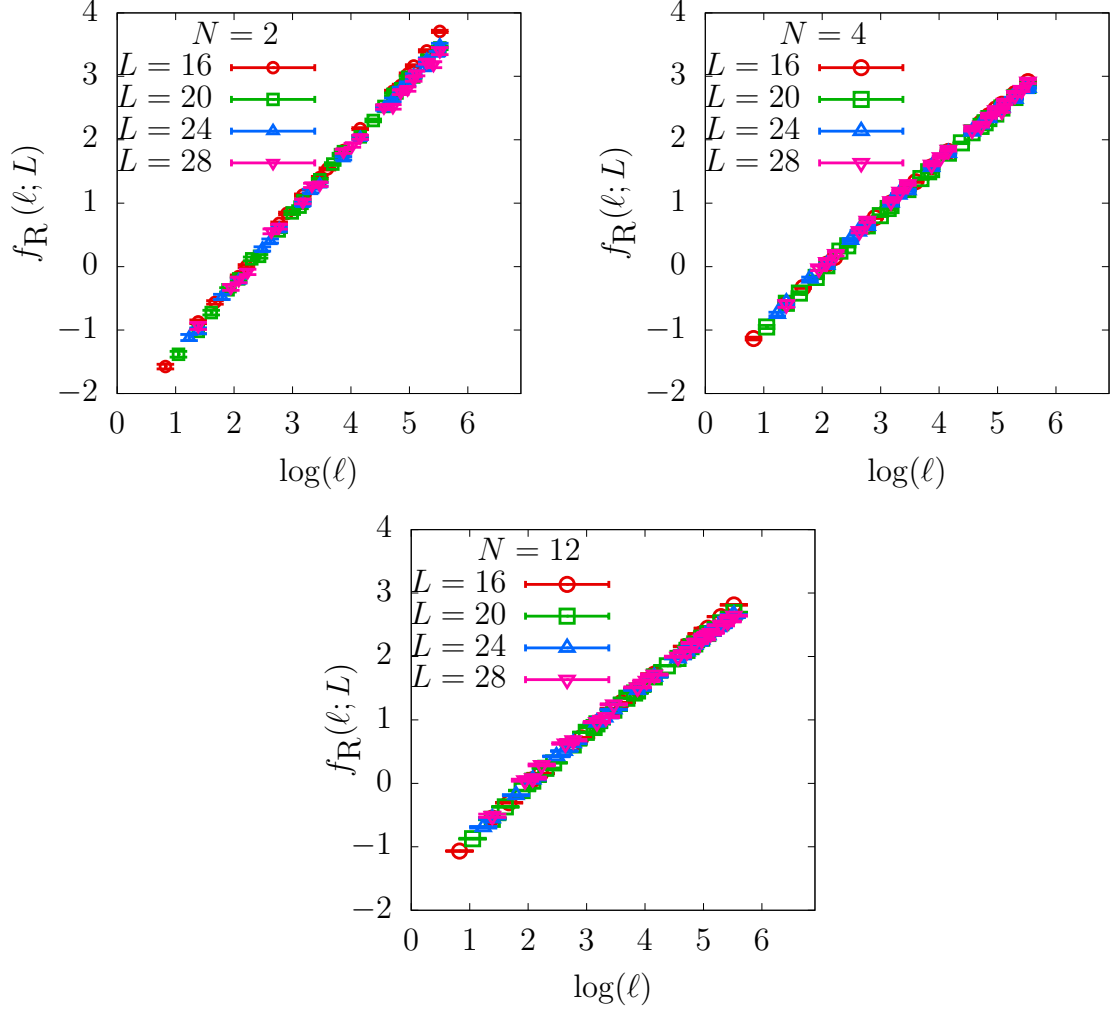 N = 2
L = 16
L = 20
L = 24
L = 28
f_R(ℓ; L)
4
3
2
1
0
−1
−2
0 1 2 3 4 5 6
log(ℓ)
N = 4
L = 16
L = 20
L = 24
L = 28
f_R(ℓ; L)
4
3
2
1
0
−1
−2
0 1 2 3 4 5 6
log(ℓ)
N = 12
L = 16
L = 20
L = 24
L = 28
f_R(ℓ; L)
4
3
2
1
0
−1
−2
0 1 2 3 4 5 6
log(ℓ)